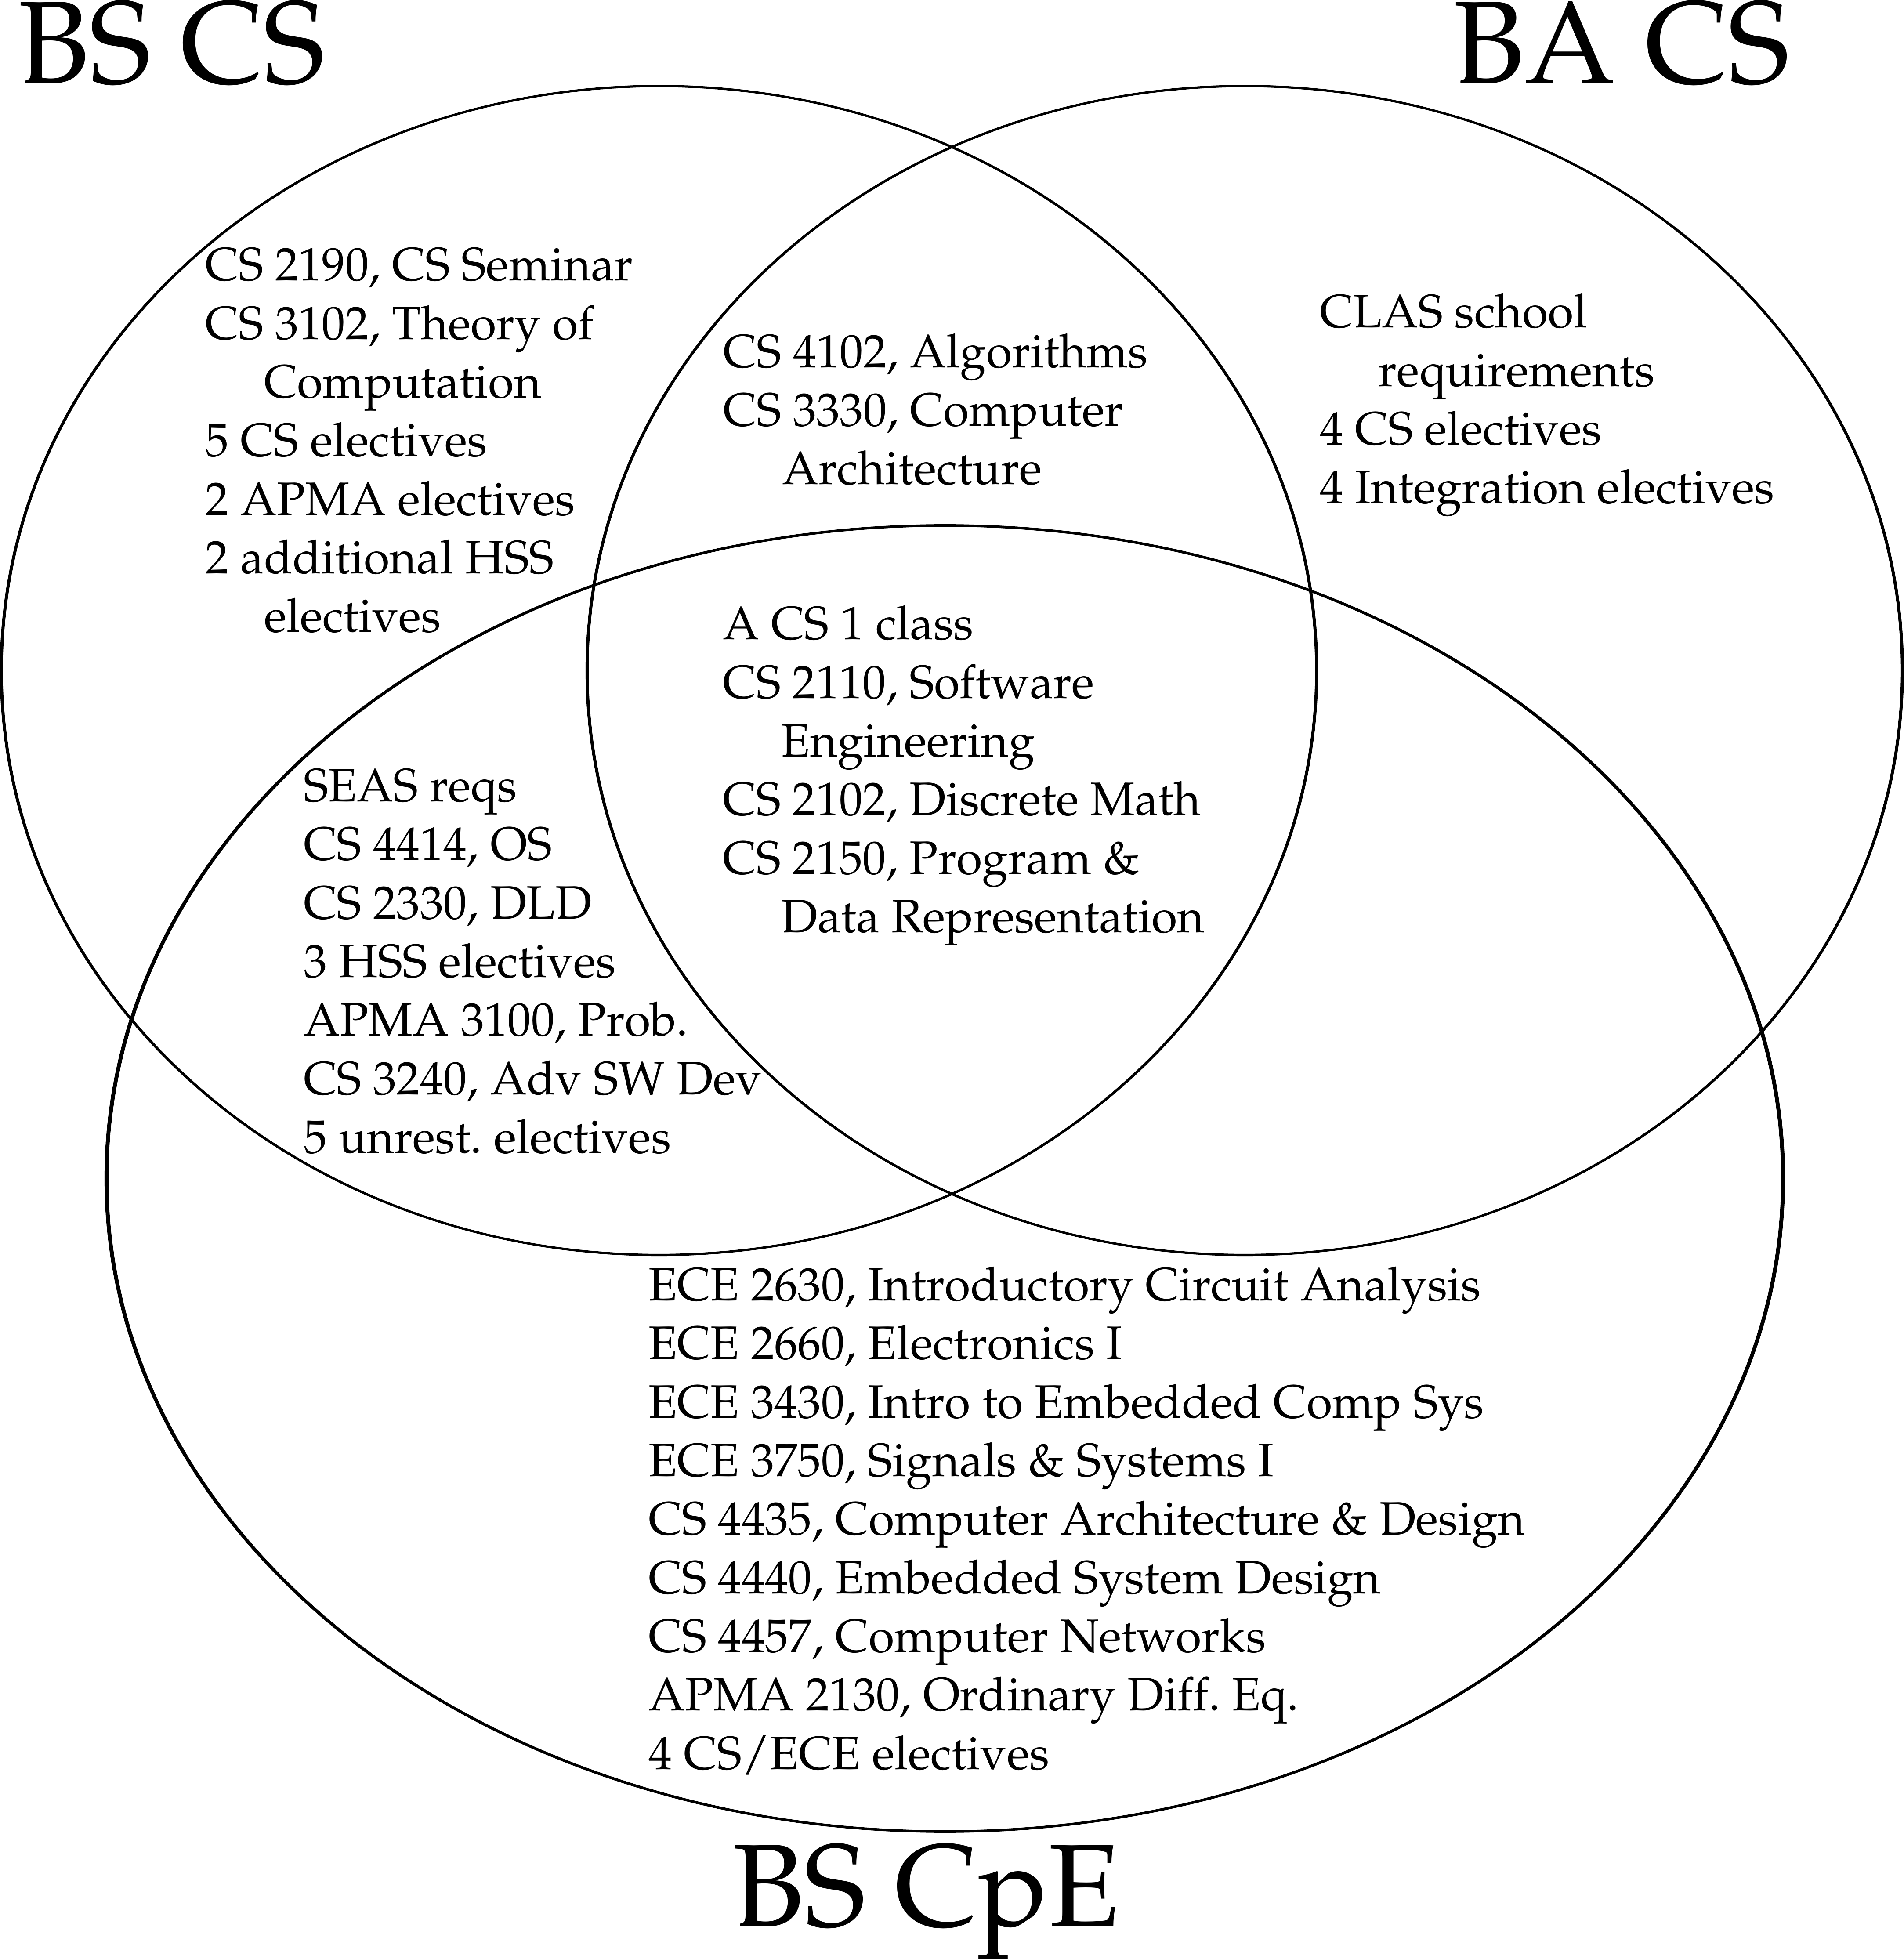 BS CS
BA CS
CS 2190, CS Seminar
CS 3102, Theory of
Computation
5 CS electives
2 APMA electives
2 additional HSS
electives
CS 4102, Algorithms
CS 3330, Computer
Architecture
CLAS school
requirements
4 CS electives
4 Integration electives
A CS 1 class
CS 2110, Software
Engineering
CS 2102, Discrete Math
CS 2150, Program &
Data Representation
SEAS reqs
CS 4414, OS
CS 2330, DLD
3 HSS electives
APMA 3100, Prob.
CS 3240, Adv SW Dev
5 unrest. electives
ECE 2630, Introductory Circuit Analysis
ECE 2660, Electronics I
ECE 3430, Intro to Embedded Comp Sys
ECE 3750, Signals & Systems I
CS 4435, Computer Architecture & Design
CS 4440, Embedded System Design
CS 4457, Computer Networks
APMA 2130, Ordinary Diff. Eq.
4 CS/ECE electives
BS CpE